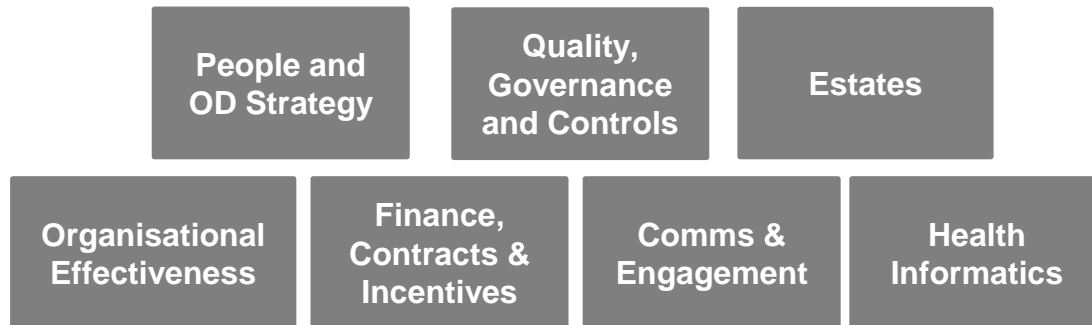 People and
OD Strategy
Quality,
Governance
and Controls
Estates
Organisational
Effectiveness
Finance,
Contracts &
Incentives
Comms &
Engagement
Health
Informatics